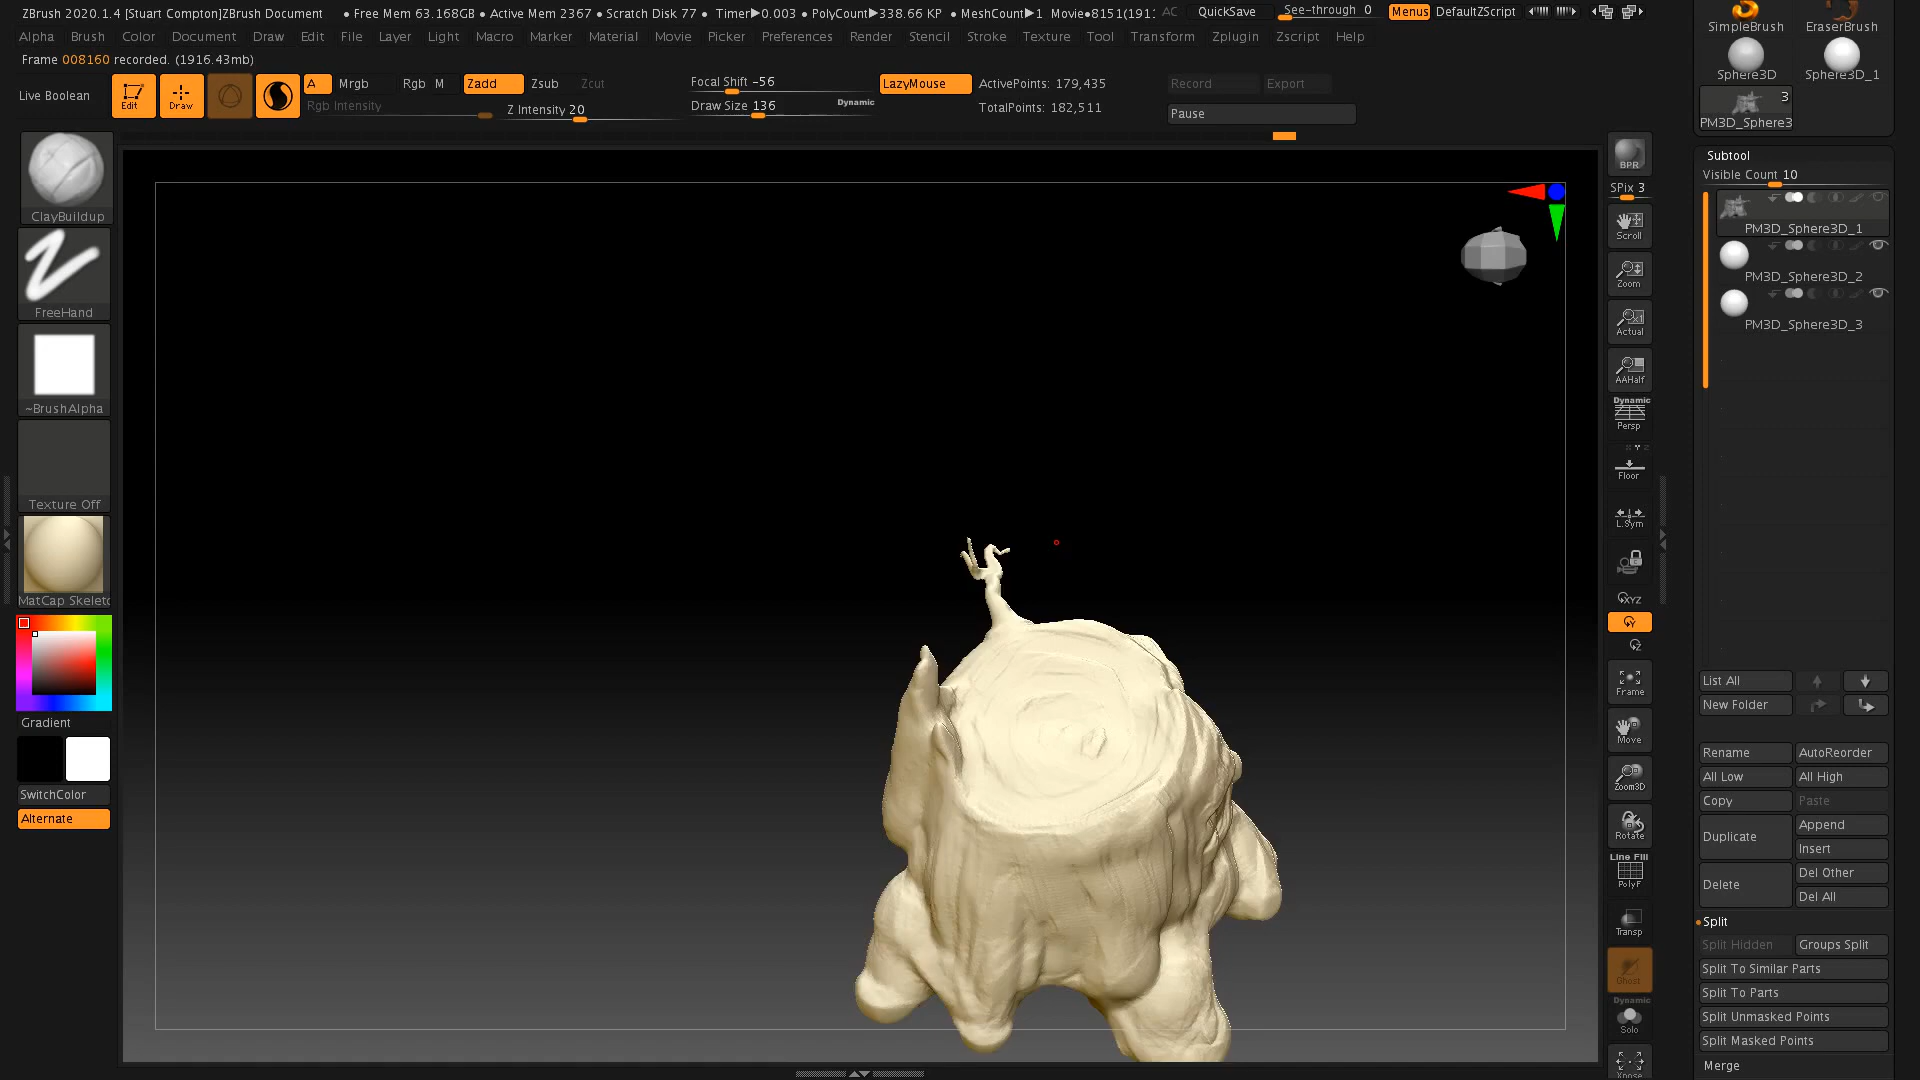 ZBrush 2020.1.4 [Stuart Compton]ZBrush Document • Free Mem 63.168GB • Active Mem 2367 • Scratch Disk 77 • Timer▶0.003 • PolyCount▶338.66 KP • MeshCount▶1 Movie●8151(191 AC QuickSave See-through 0 Menus DefaultZScript
Alpha Brush Color Document Draw Edit File Layer Light Macro Marker Material Movie Picker Preferences Render Stencil Stroke Texture Tool Transform Zplugin Zscript Help
Frame 008160 recorded. (1916.43mb)
Live Boolean
Edit
Draw
A Mrgb Rgb M Zadd Zsub Zcut
Rgb Intensity Z Intensity 20
Focal Shift -56
Draw Size 136 Dynamic
LazyMouse ActivePoints: 179,435
TotalPoints: 182,511
Record Export
Pause
ClayBuildup
FreeHand
~BrushAlpha
Texture Off
MatCap Skeleto
Gradient
SwitchColor
Alternate
BPR
SPix 3
Scroll
Zoom
Actual
AAHalf
Dynamic
Persp
Floor
L.Sym
XYZ
Y
Z
Frame
Move
Zoom3D
Rotate
Line Fill
PolyF
Transp
Ghost
Dynamic
Solo
Xpose
SimpleBrush EraserBrush
Sphere3D Sphere3D_1
3
PM3D_Sphere3
Subtool
Visible Count 10
PM3D_Sphere3D_1
PM3D_Sphere3D_2
PM3D_Sphere3D_3
List All
New Folder
Rename AutoReorder
All Low All High
Copy Paste
Duplicate Append
Insert
Delete Del Other
Del All
Split
Split Hidden Groups Split
Split To Similar Parts
Split To Parts
Split Unmasked Points
Split Masked Points
Merge